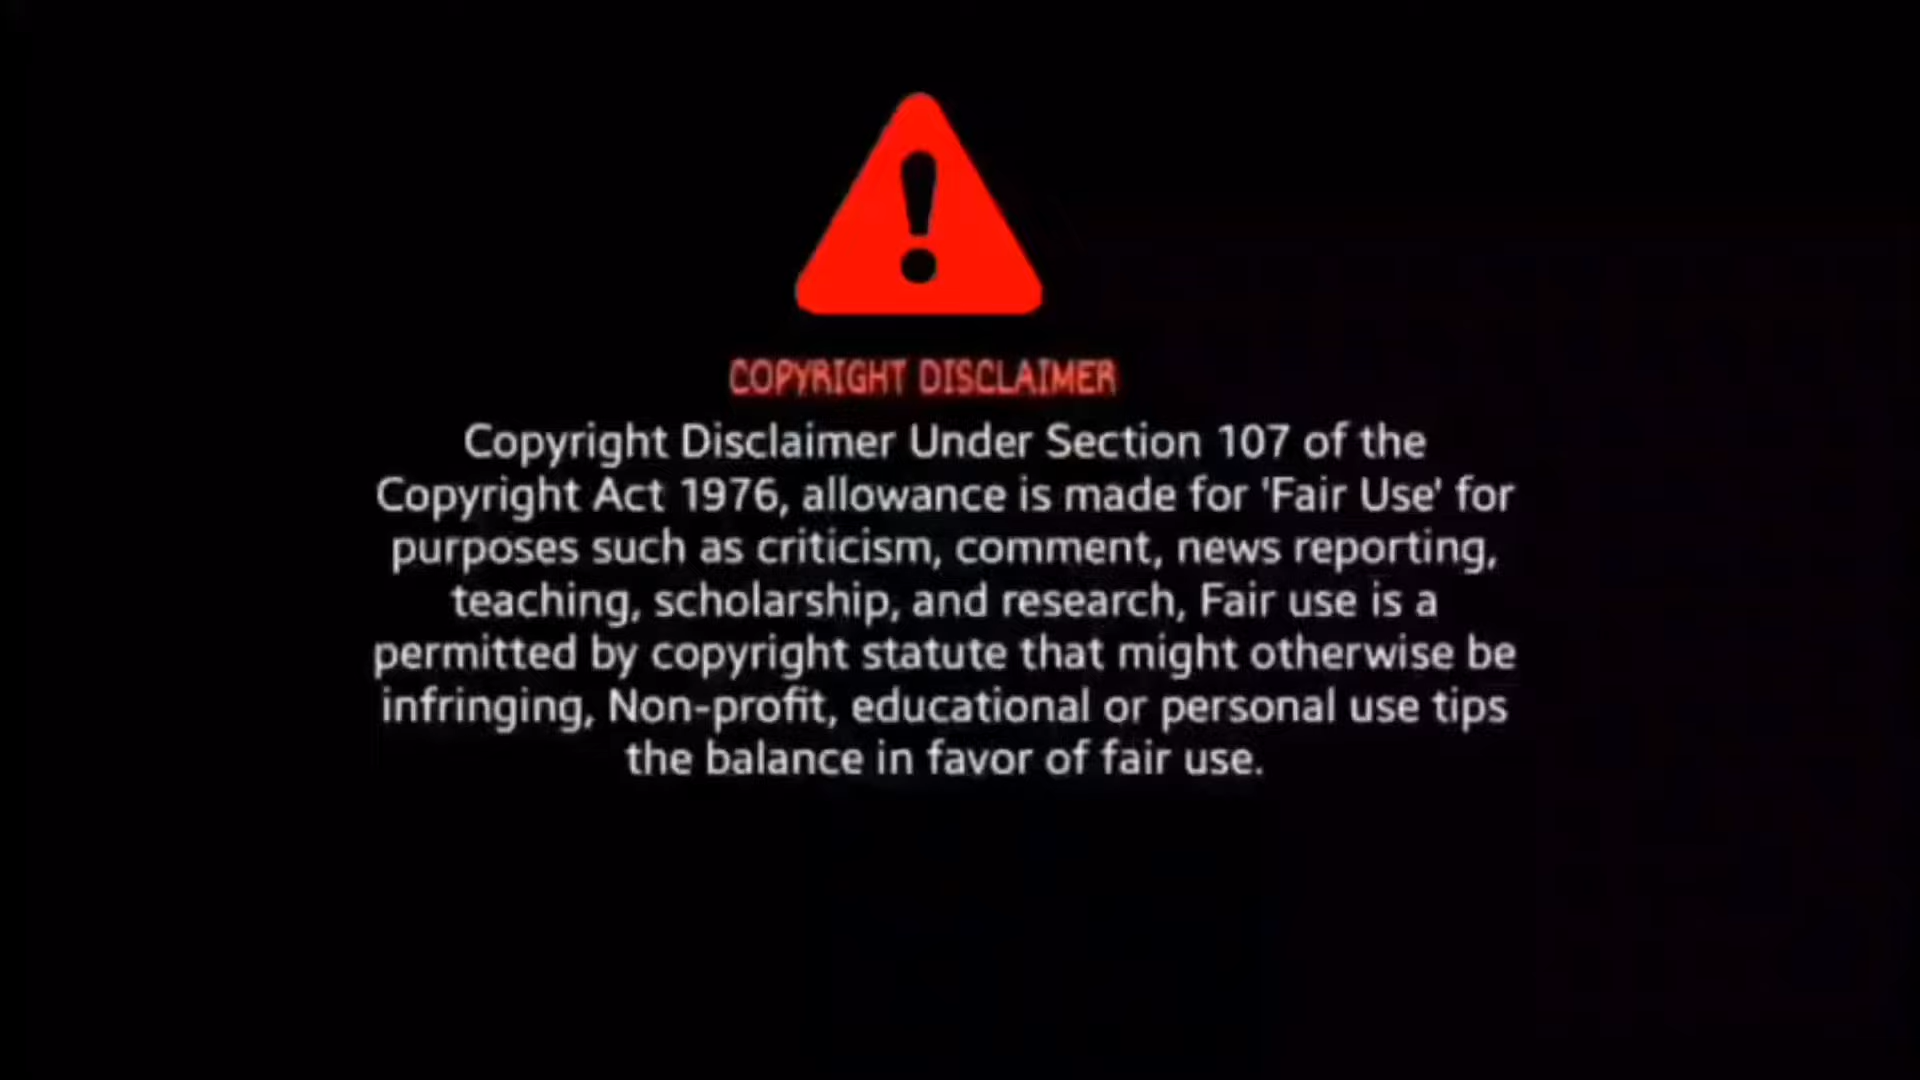 COPYRIGHT DISCLAIMER
Copyright Disclaimer Under Section 107 of the
Copyright Act 1976, allowance is made for 'Fair Use' for
purposes such as criticism, comment, news reporting,
teaching, scholarship, and research, Fair use is a
permitted by copyright statute that might otherwise be
infringing, Non-profit, educational or personal use tips
the balance in favor of fair use.